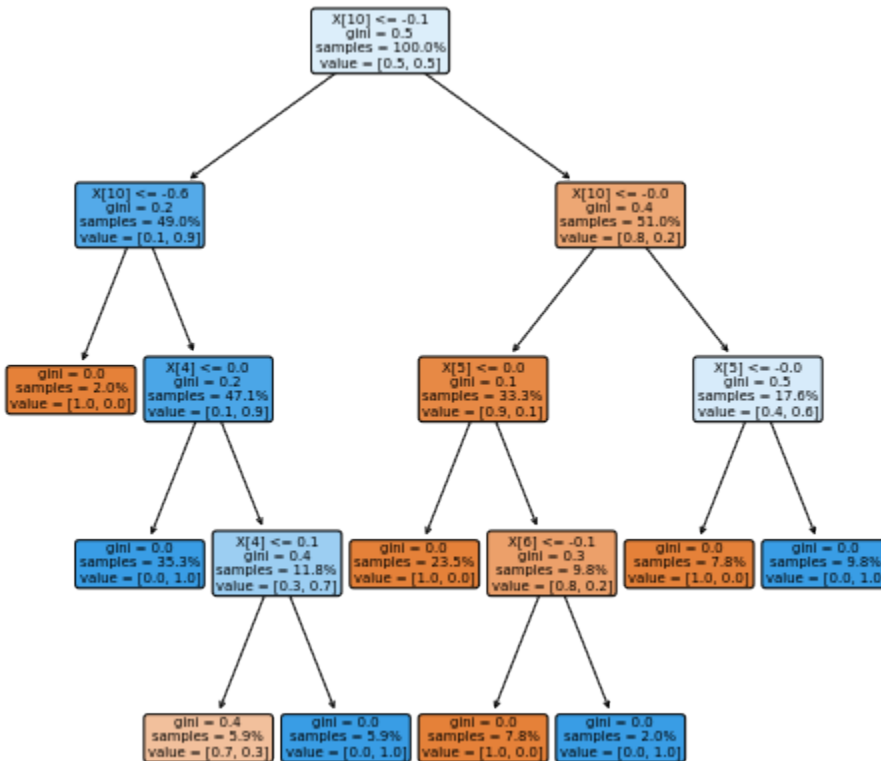 X[10] <= -0.1
gini = 0.5
samples = 100.0%
value = [0.5, 0.5]
X[10] <= -0.6
gini = 0.2
samples = 49.0%
value = [0.1, 0.9]
X[10] <= -0.0
gini = 0.4
samples = 51.0%
value = [0.8, 0.2]
gini = 0.0
samples = 2.0%
value = [1.0, 0.0]
X[4] <= 0.0
gini = 0.2
samples = 47.1%
value = [0.1, 0.9]
X[5] <= 0.0
gini = 0.1
samples = 33.3%
value = [0.9, 0.1]
X[5] <= -0.0
gini = 0.5
samples = 17.6%
value = [0.4, 0.6]
gini = 0.0
samples = 35.3%
value = [0.0, 1.0]
X[4] <= 0.1
gini = 0.4
samples = 11.8%
value = [0.3, 0.7]
gini = 0.0
samples = 23.5%
value = [1.0, 0.0]
X[6] <= -0.1
gini = 0.3
samples = 9.8%
value = [0.8, 0.2]
gini = 0.0
samples = 7.8%
value = [1.0, 0.0]
gini = 0.0
samples = 9.8%
value = [0.0, 1.0
gini = 0.4
samples = 5.9%
value = [0.7, 0.3]
gini = 0.0
samples = 5.9%
value = [0.0, 1.0]
gini = 0.0
samples = 7.8%
value = [1.0, 0.0]
gini = 0.0
samples = 2.0%
value = [0.0, 1.0]